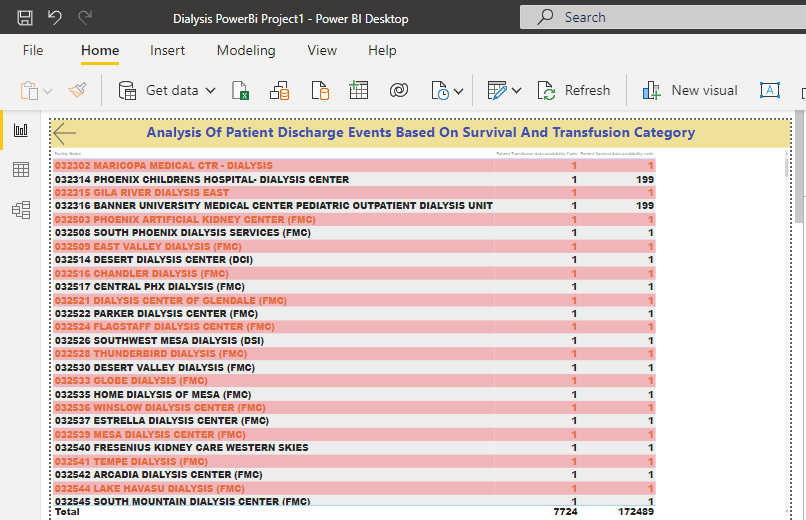 Dialysis PowerBi Project1 - Power BI Desktop
Search
File Home Insert Modeling View Help
Get data Refresh New visual
Analysis Of Patient Discharge Events Based On Survival And Transfusion Category
Facility Name Patient Transfusion data availability Code Patient Survival data availability code
032302 MARICOPA MEDICAL CTR - DIALYSIS 1 1
032314 PHOENIX CHILDRENS HOSPITAL- DIALYSIS CENTER 1 199
032315 GILA RIVER DIALYSIS EAST 1 1
032316 BANNER UNIVERSITY MEDICAL CENTER PEDIATRIC OUTPATIENT DIALYSIS UNIT 1 199
032503 PHOENIX ARTIFICIAL KIDNEY CENTER (FMC) 1 1
032508 SOUTH PHOENIX DIALYSIS SERVICES (FMC) 1 1
032509 EAST VALLEY DIALYSIS (FMC) 1 1
032514 DESERT DIALYSIS CENTER (DCI) 1 1
032516 CHANDLER DIALYSIS (FMC) 1 1
032517 CENTRAL PHX DIALYSIS (FMC) 1 1
032521 DIALYSIS CENTER OF GLENDALE (FMC) 1 1
032522 PARKER DIALYSIS CENTER (FMC) 1 1
032524 FLAGSTAFF DIALYSIS CENTER (FMC) 1 1
032526 SOUTHWEST MESA DIALYSIS (DSI) 1 1
032528 THUNDERBIRD DIALYSIS (FMC) 1 1
032530 DESERT VALLEY DIALYSIS (FMC) 1 1
032533 GLOBE DIALYSIS (FMC) 1 1
032535 HOME DIALYSIS OF MESA (FMC) 1 1
032536 WINSLOW DIALYSIS CENTER (FMC) 1 1
032537 ESTRELLA DIALYSIS CENTER (FMC) 1 1
032539 MESA DIALYSIS CENTER (FMC) 1 1
032540 FRESENIUS KIDNEY CARE WESTERN SKIES 1 1
032541 TEMPE DIALYSIS (FMC) 1 1
032542 ARCADIA DIALYSIS CENTER (FMC) 1 1
032544 LAKE HAVASU DIALYSIS (FMC) 1 1
032545 SOUTH MOUNTAIN DIALYSIS CENTER (FMC) 1 1
Total 7724 172489